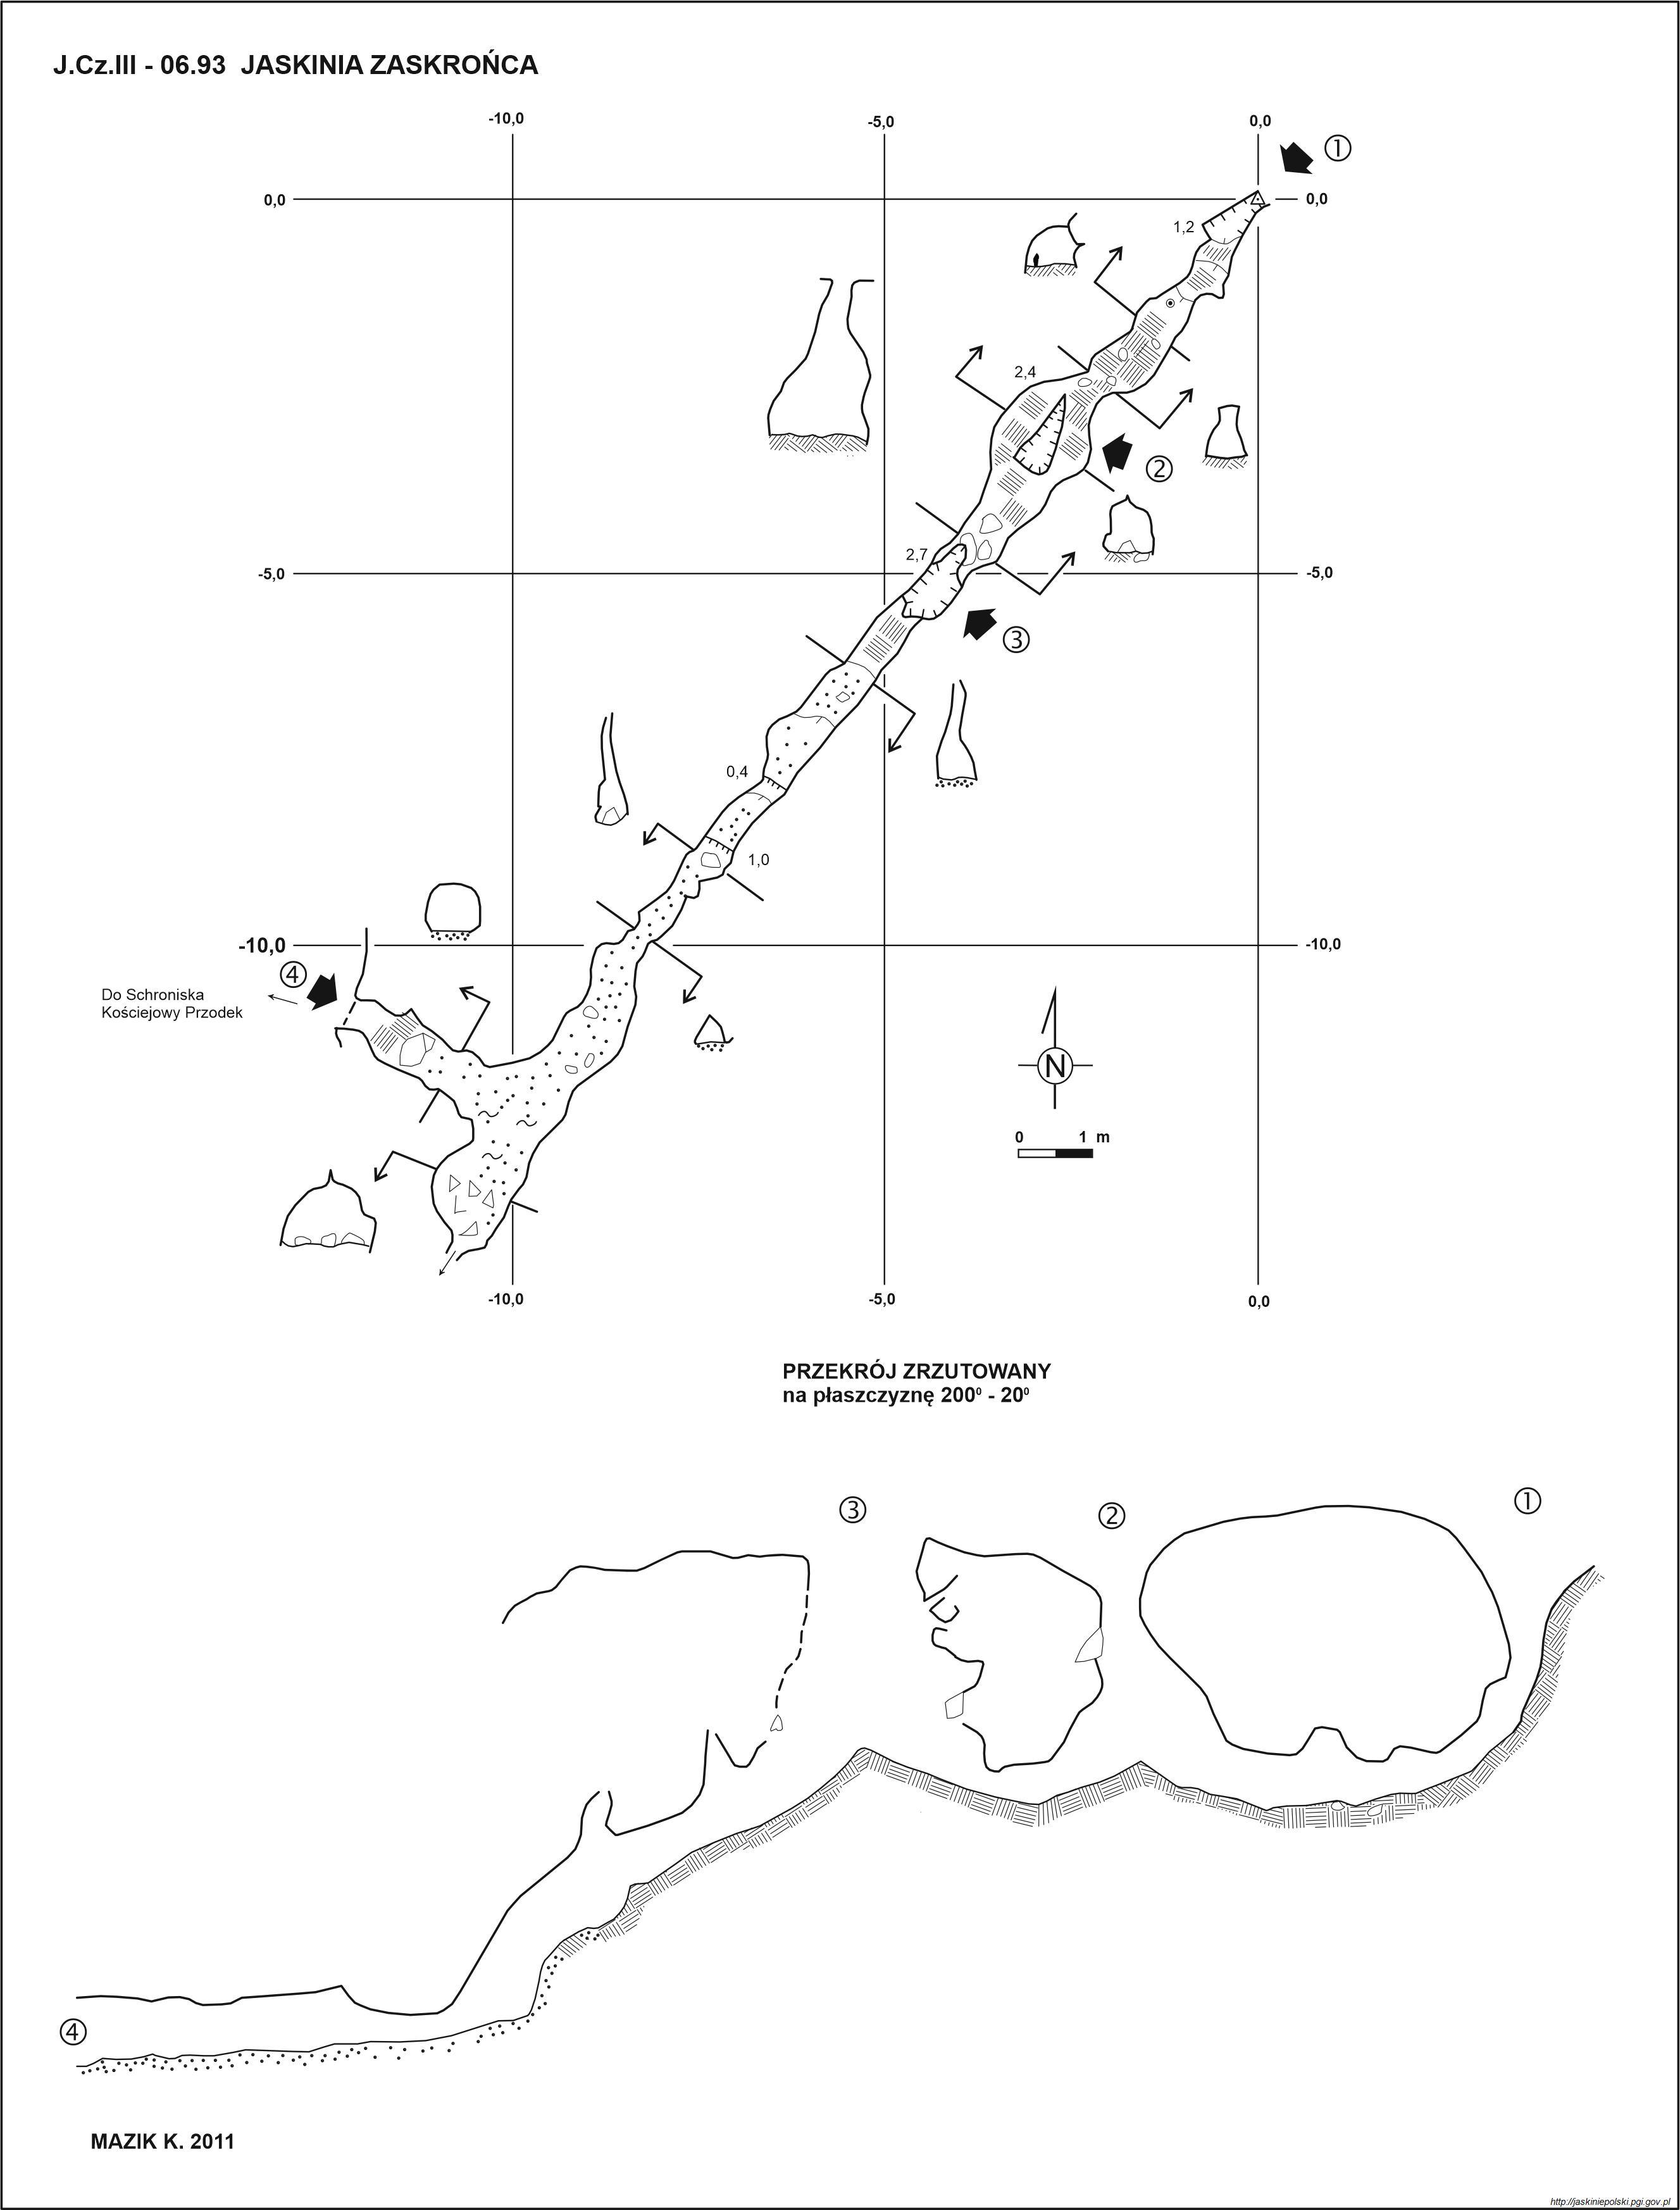 J.Cz.III - 06.93 JASKINIA ZASKROŃCA
-10,0
-5,0
0,0
①
0,0
0,0
1,2
2,4
②
2,7
-5,0
-5,0
③
0,4
1,0
-10,0
-10,0
④
Do Schroniska
Kościejowy Przodek
N
0 1 m
-10,0
-5,0
0,0
PRZEKRÓJ ZRZUTOWANY
na płaszczyznę 200⁰ - 20⁰
③
②
①
④
MAZIK K. 2011
http://jaskiniepolski.pgi.gov.pl